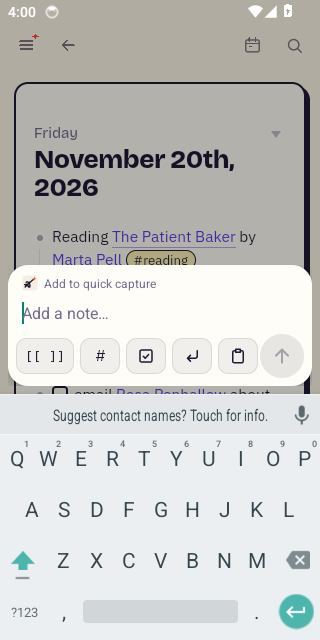 4:00
Friday
November 20th,
2026
Reading The Patient Baker by
Marta Pell #reading
Add to quick capture
Add a note...
[[ ]] #
Suggest contact names? Touch for info.
1 2 3 4 5 6 7 8 9 0
Q W E R T Y U I O P
A S D F G H J K L
Z X C V B N M
?123 , .